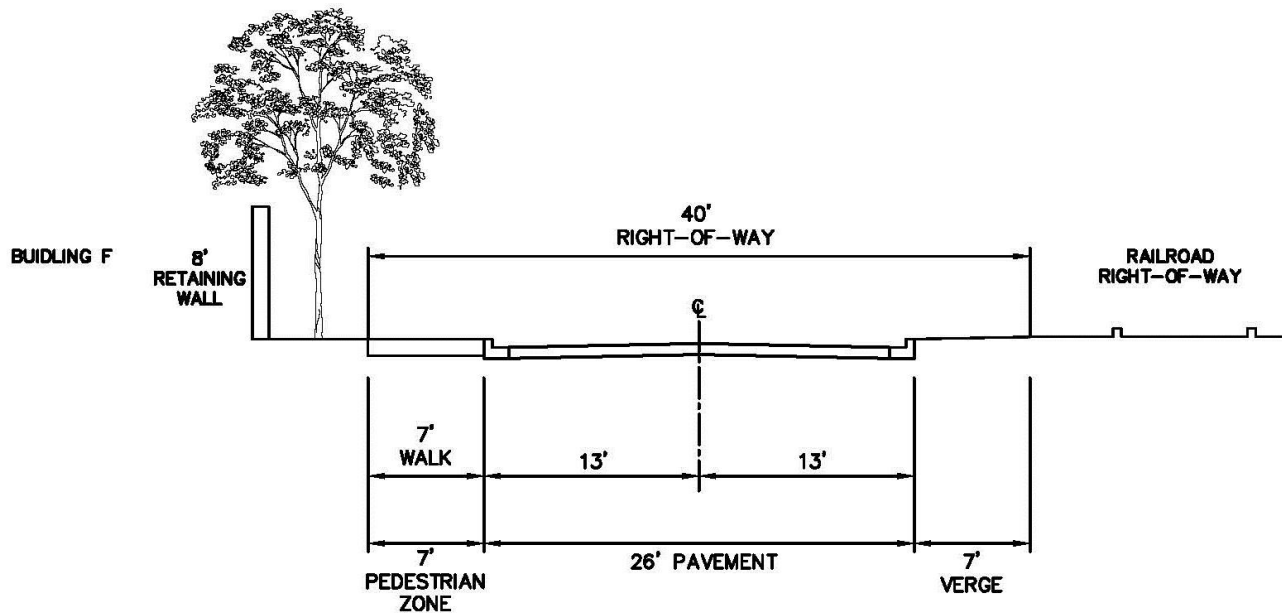 40'
RIGHT-OF-WAY
BUIDLING F
8'
RETAINING
WALL
RAILROAD
RIGHT-OF-WAY
℄
7'
WALK
13'
13'
7'
PEDESTRIAN
ZONE
26' PAVEMENT
7'
VERGE